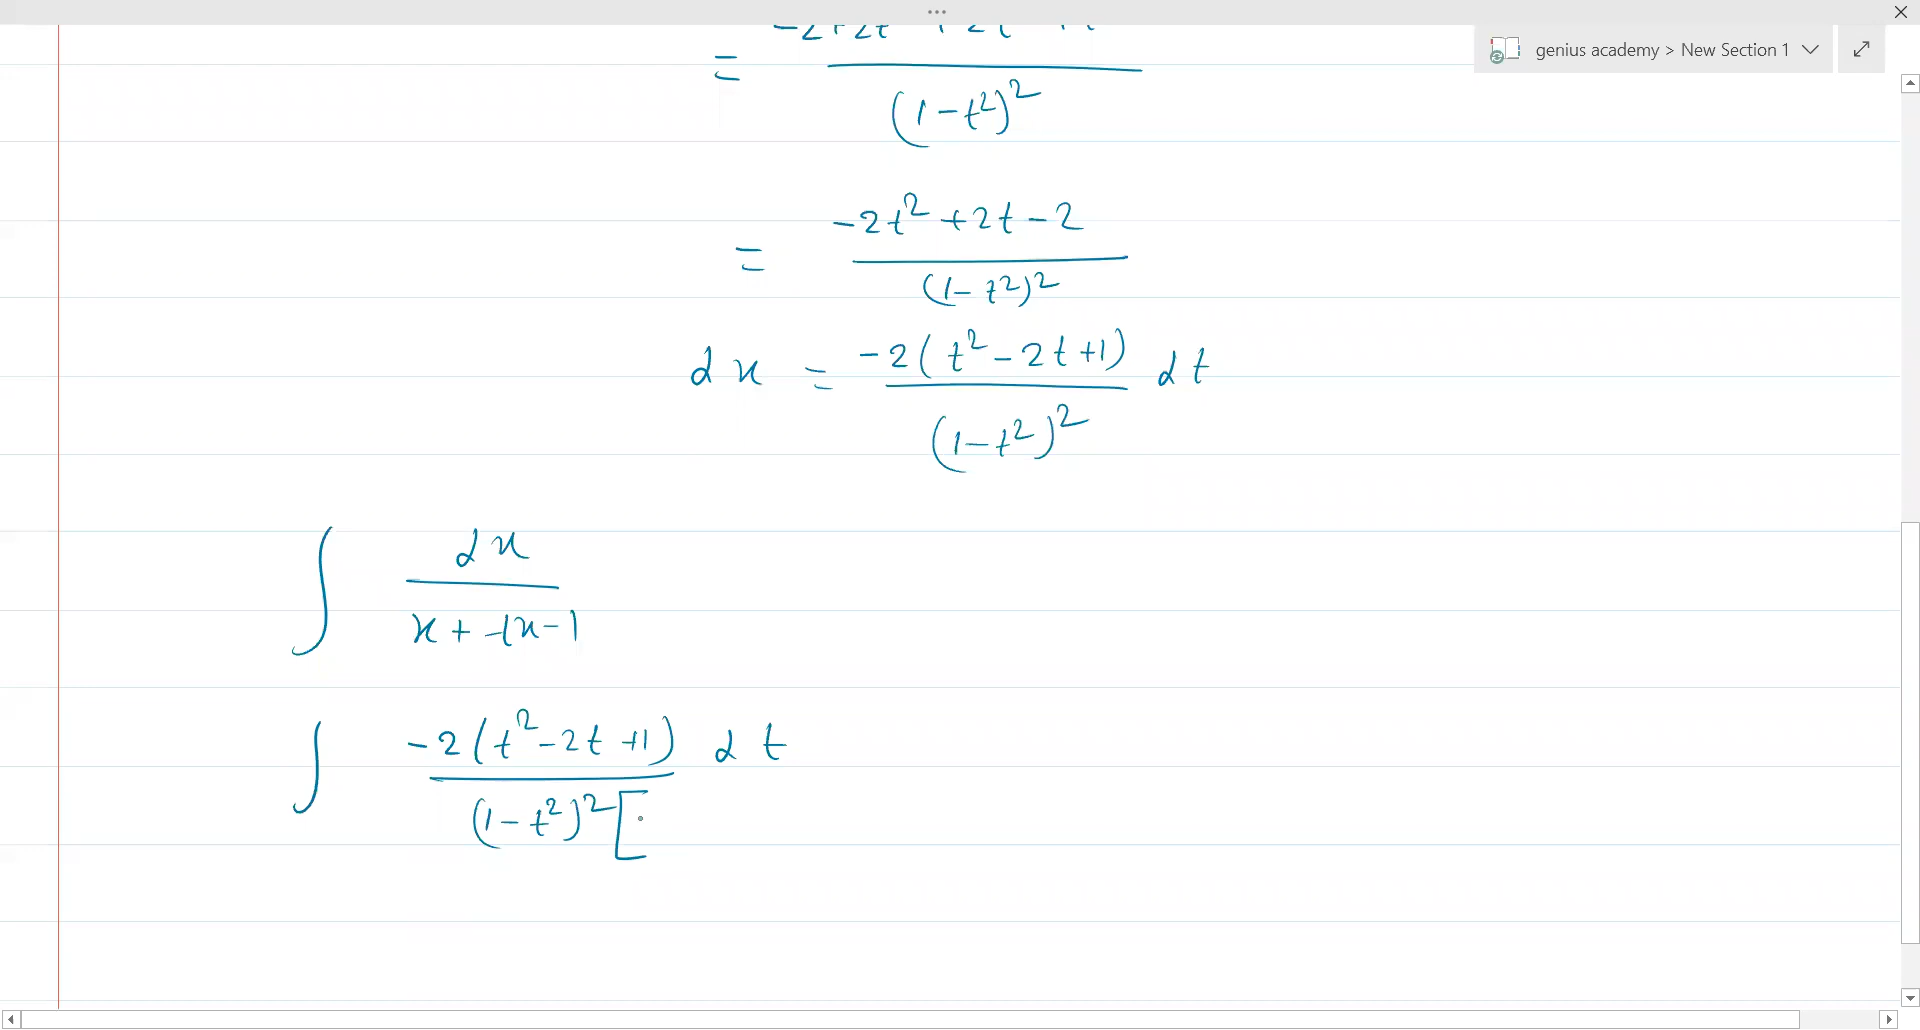 genius academy > New Section 1
=
(1-t²)²
= -2t²+2t-2
(1-t²)²
dx = -2(t²-2t+1) dt
(1-t²)²
∫ dx
x+√x-1
∫ -2(t²-2t+1) dt
(1-t²)²[